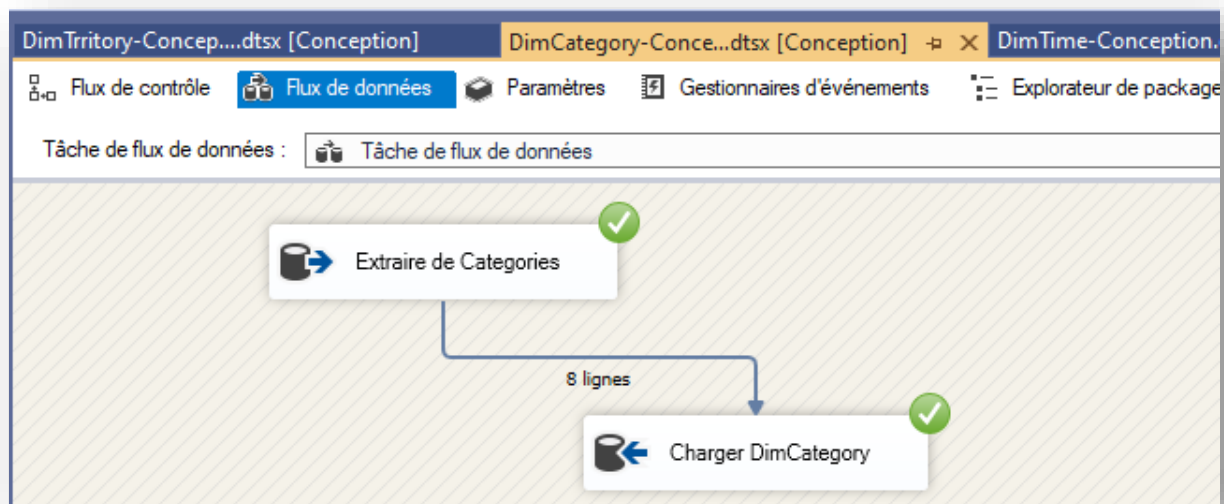 DimTrritory-Concep....dtsx [Conception]
DimCategory-Conce...dtsx [Conception]
DimTime-Conception.
Flux de contrôle
Flux de données
Paramètres
Gestionnaires d'événements
Explorateur de package
Tâche de flux de données :
Tâche de flux de données
Extraire de Categories
8 lignes
Charger DimCategory